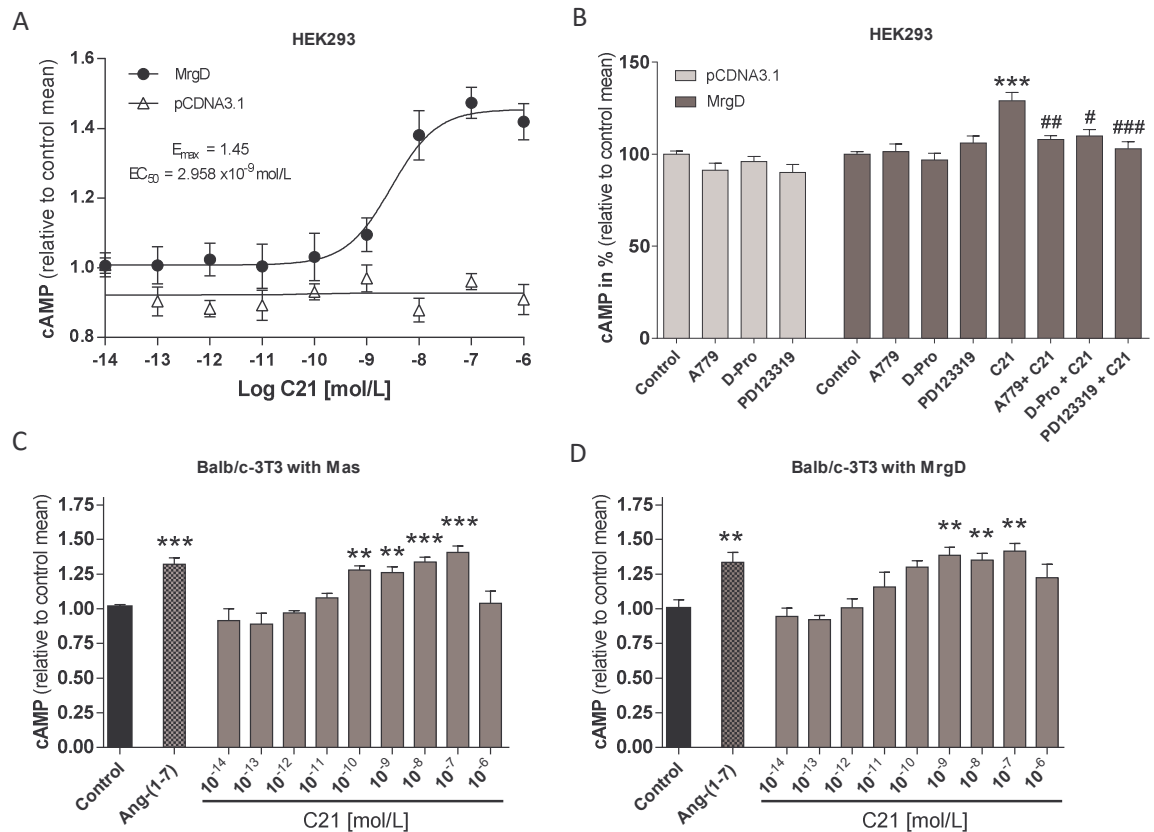 A
HEK293
1.6
1.4
1.2
1.0
0.8
MrgD
pCDNA3.1
Emax = 1.45
EC50 = 2.958 x10-9 mol/L
cAMP (relative to control mean)
-14 -13 -12 -11 -10 -9 -8 -7 -6
Log C21 [mol/L]
B
HEK293
150
100
50
0
pCDNA3.1
MrgD
***
##
#
###
cAMP in % (relative to control mean)
Control
A779
D-Pro
PD123319
Control
A779
D-Pro
PD123319
C21
A779+ C21
D-Pro + C21
PD123319 + C21
C
Balb/c-3T3 with Mas
1.75
1.50
1.25
1.00
0.75
0.50
0.25
0.00
cAMP (relative to control mean)
***
**
**
***
***
Control
Ang-(1-7)
10-14
10-13
10-12
10-11
10-10
10-9
10-8
10-7
10-6
C21 [mol/L]
D
Balb/c-3T3 with MrgD
1.75
1.50
1.25
1.00
0.75
0.50
0.25
0.00
cAMP (relative to control mean)
**
**
**
**
Control
Ang-(1-7)
10-14
10-13
10-12
10-11
10-10
10-9
10-8
10-7
10-6
C21 [mol/L]